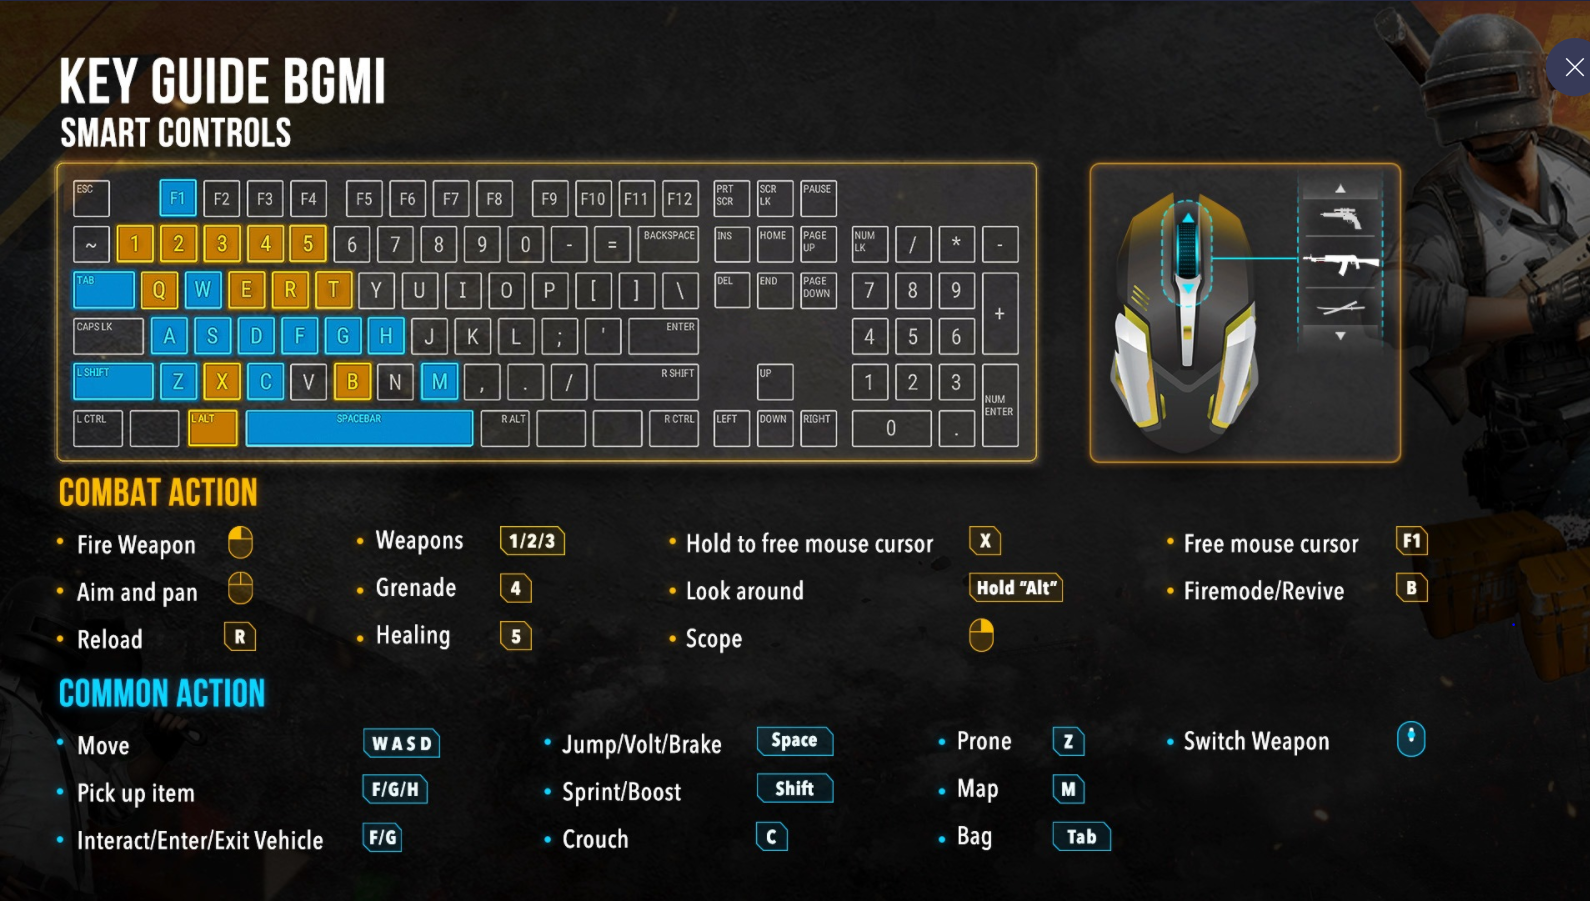 KEY GUIDE BGMI
SMART CONTROLS
ESC F1 F2 F3 F4 F5 F6 F7 F8 F9 F10 F11 F12 PRT SCR SCR LK PAUSE
~ 1 2 3 4 5 6 7 8 9 0 - = BACKSPACE INS HOME PAGE UP NUM LK / * -
TAB Q W E R T Y U I O P [ ] \ DEL END PAGE DOWN 7 8 9 +
CAPS LK A S D F G H J K L ; ' ENTER 4 5 6
L SHIFT Z X C V B N M , . / R SHIFT UP 1 2 3 NUM ENTER
L CTRL L ALT SPACEBAR R ALT R CTRL LEFT DOWN RIGHT 0 .
COMBAT ACTION
• Fire Weapon • Weapons 1/2/3 • Hold to free mouse cursor X • Free mouse cursor F1
• Aim and pan • Grenade 4 • Look around Hold "Alt" • Firemode/Revive B
• Reload R • Healing 5 • Scope
COMMON ACTION
• Move W A S D • Jump/Volt/Brake Space • Prone Z • Switch Weapon
• Pick up item F/G/H • Sprint/Boost Shift • Map M
• Interact/Enter/Exit Vehicle F/G • Crouch C • Bag Tab